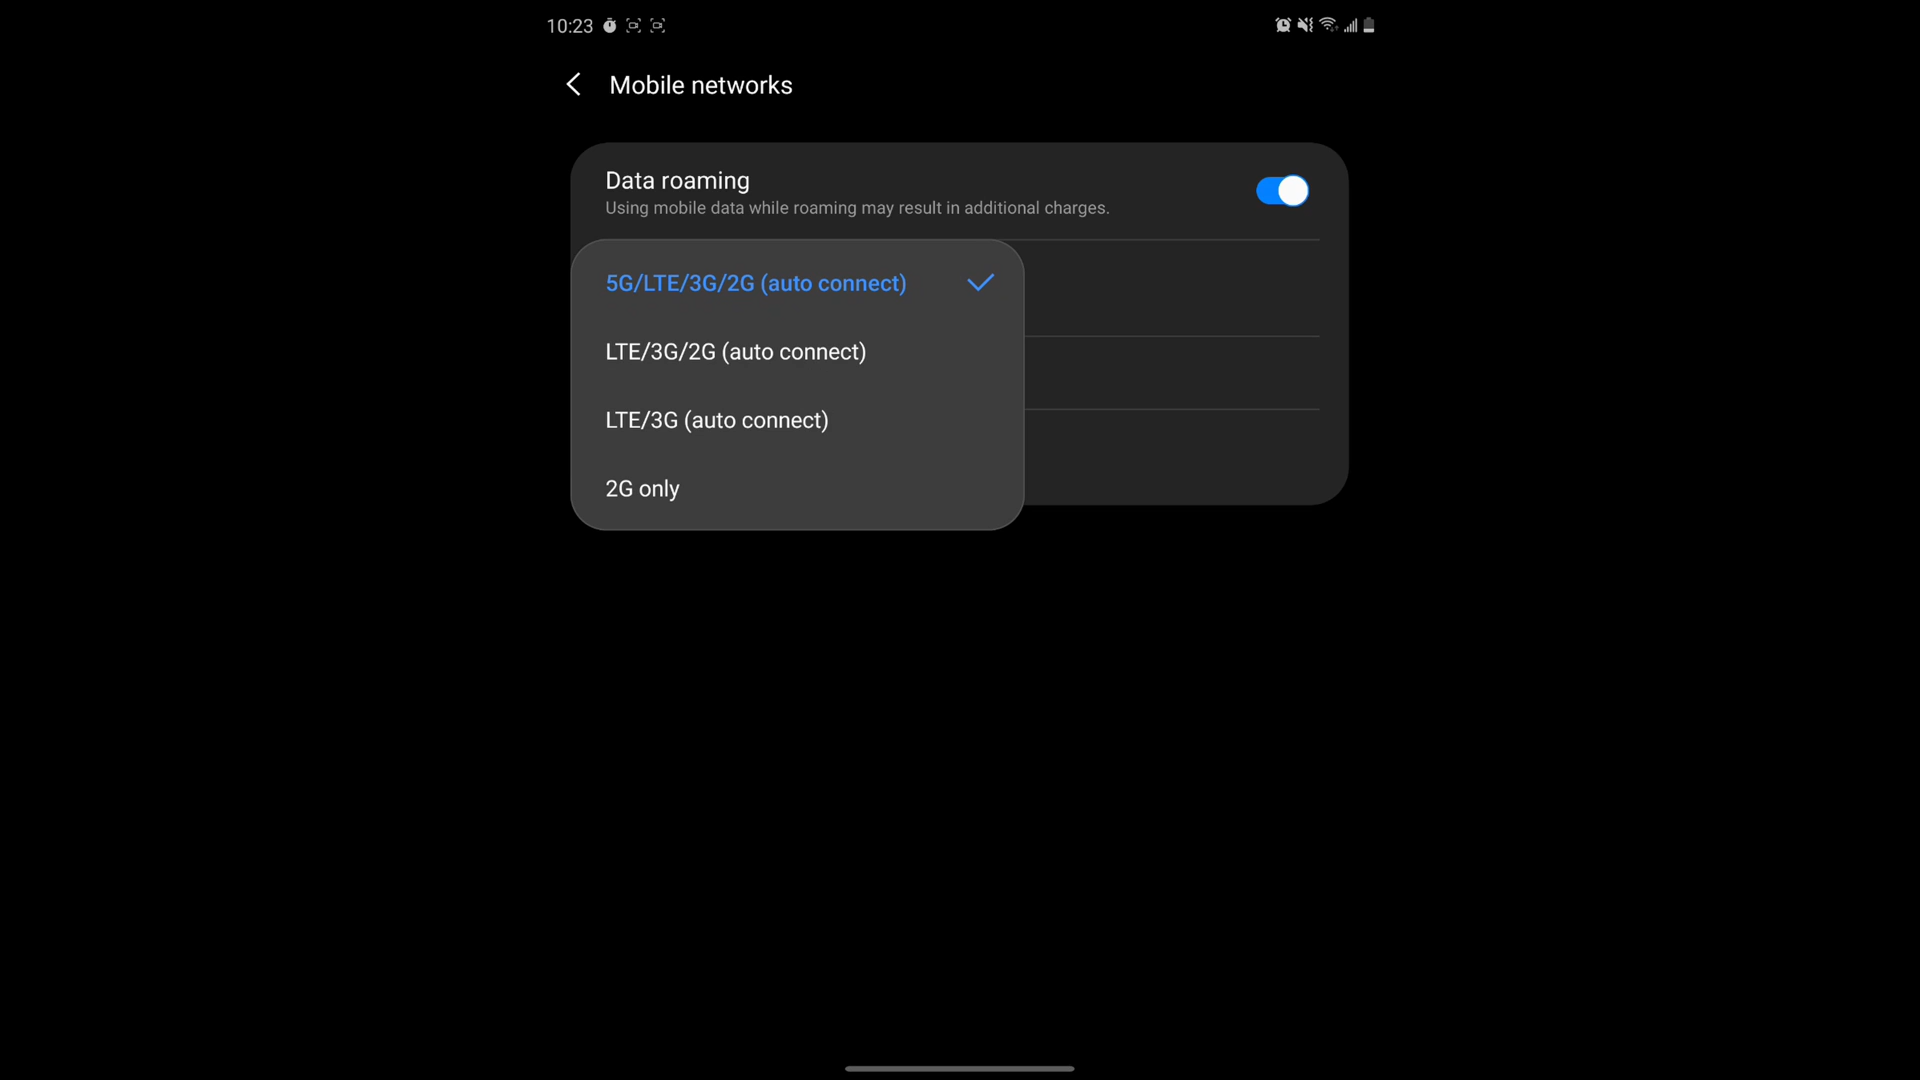 10:23
Mobile networks
Data roaming
Using mobile data while roaming may result in additional charges.
5G/LTE/3G/2G (auto connect)
LTE/3G/2G (auto connect)
LTE/3G (auto connect)
2G only